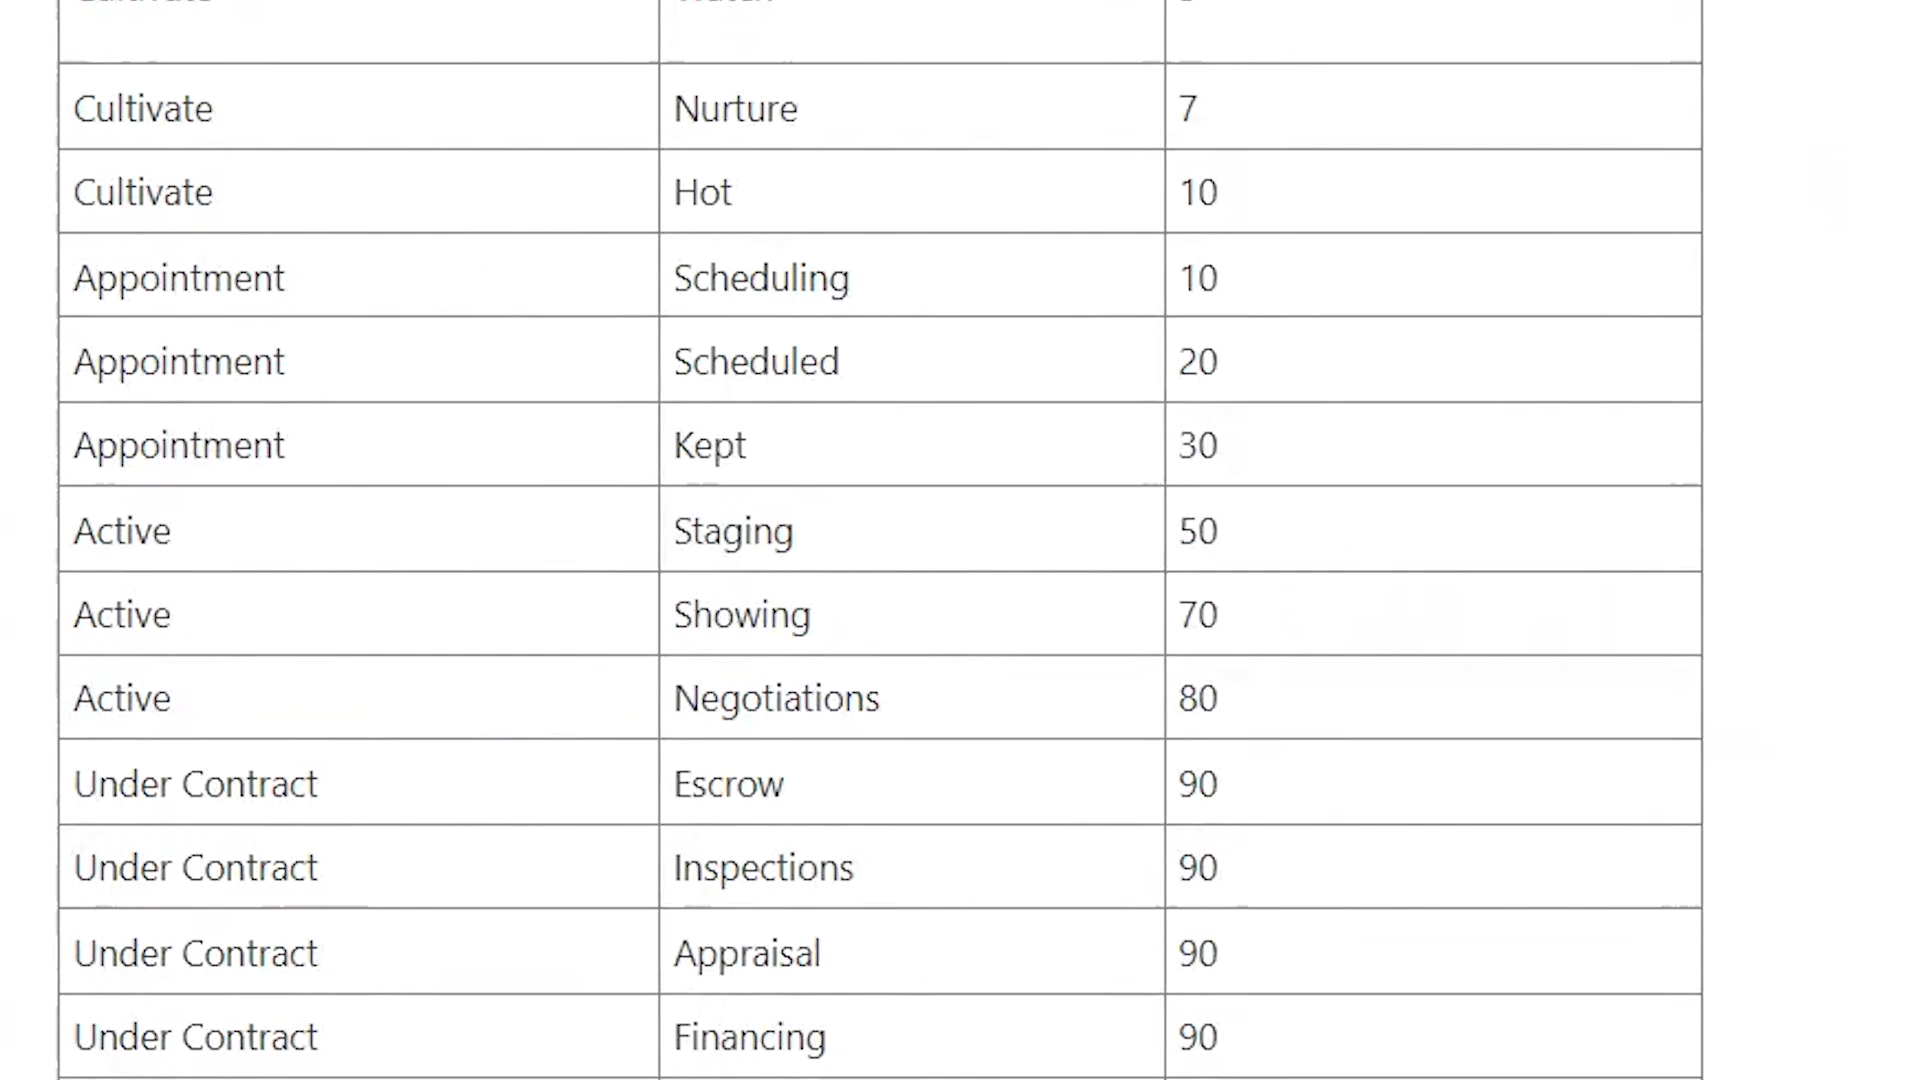 Cultivate Nurture 7
Cultivate Hot 10
Appointment Scheduling 10
Appointment Scheduled 20
Appointment Kept 30
Active Staging 50
Active Showing 70
Active Negotiations 80
Under Contract Escrow 90
Under Contract Inspections 90
Under Contract Appraisal 90
Under Contract Financing 90